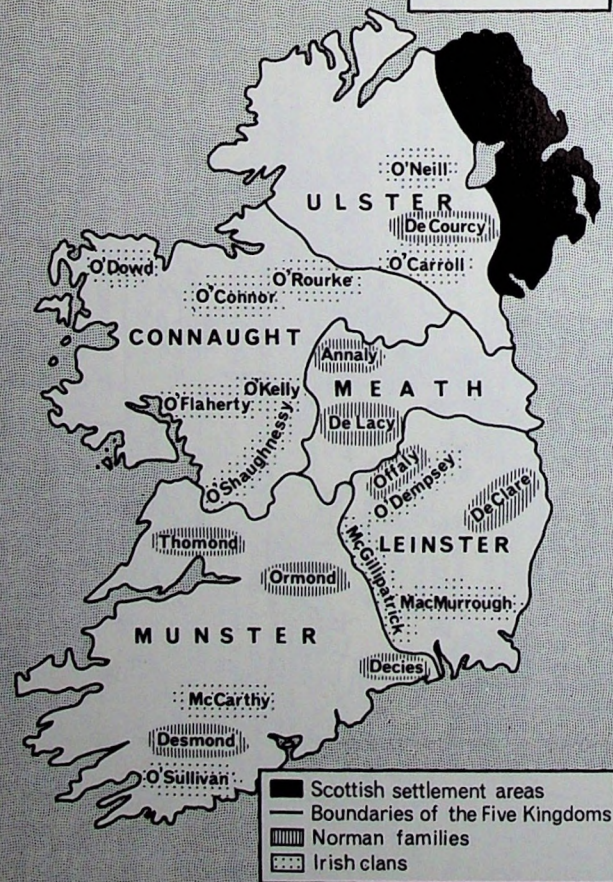 O'Neill
ULSTER
De Courcy
O'Carroll
O'Dowd
O'Rourke
O'Connor
CONNAUGHT
Annaly
O'Kelly
MEATH
O'Flaherty
De Lacy
O'Shaughnessy
Offaly
O'Dempsey
De Clare
Thomond
McGillipatrick
LEINSTER
Ormond
MacMurrough
MUNSTER
Decies
McCarthy
Desmond
O'Sullivan
Scottish settlement areas
Boundaries of the Five Kingdoms
Norman families
Irish clans